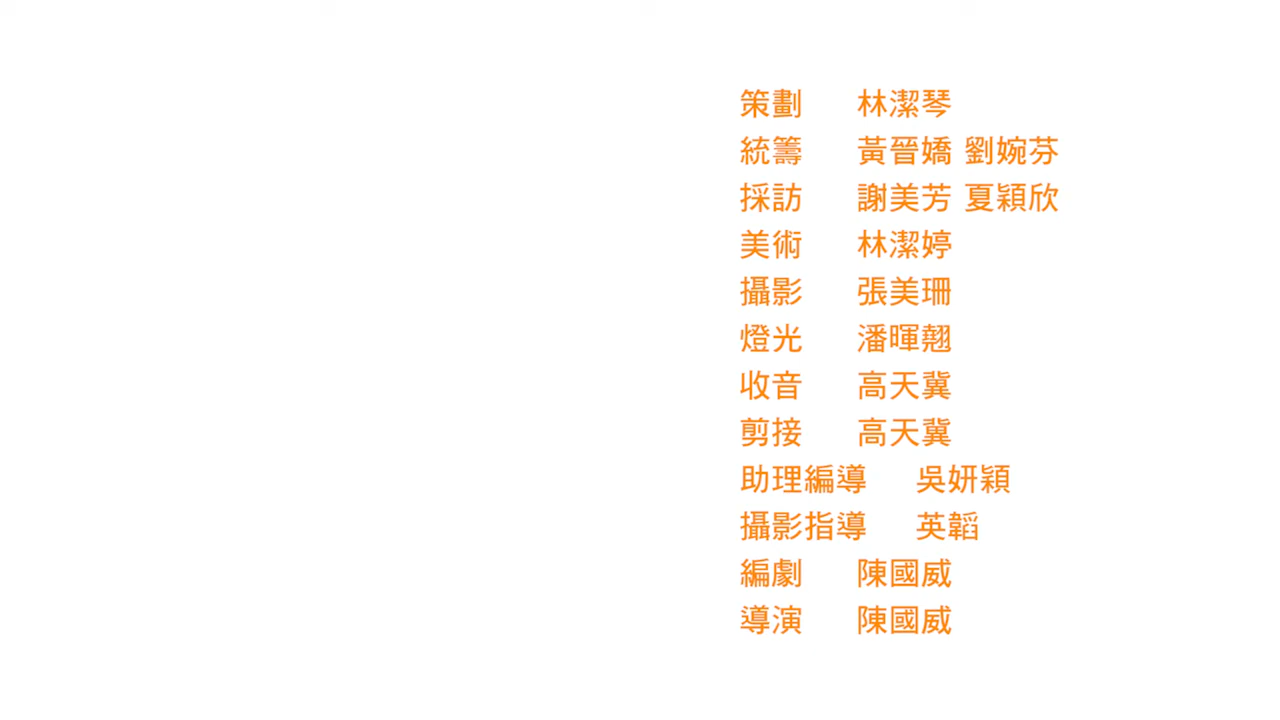 策劃 林潔琴
統籌 黃晉嬌 劉婉芬
採訪 謝美芳 夏穎欣
美術 林潔婷
攝影 張美珊
燈光 潘暉翹
收音 高天冀
剪接 高天冀
助理編導 吳妍穎
攝影指導 英韜
編劇 陳國威
導演 陳國威